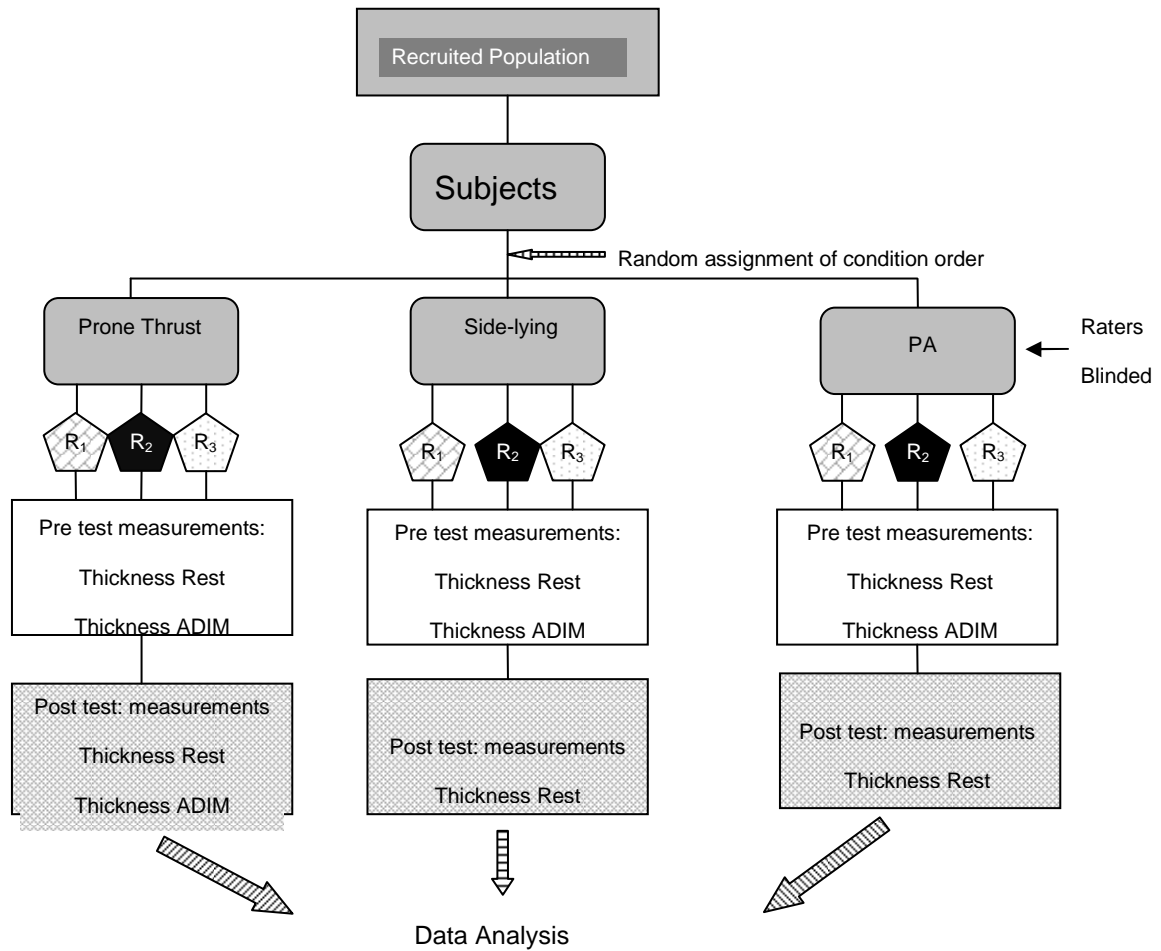 Recruited Population
Subjects
Random assignment of condition order
Prone Thrust
Side-lying
PA
Raters
Blinded
R₁ R₂ R₃
R₁ R₂ R₃
R₁ R₂ R₃
Pre test measurements:
Thickness Rest
Thickness ADIM
Pre test measurements:
Thickness Rest
Thickness ADIM
Pre test measurements:
Thickness Rest
Thickness ADIM
Post test: measurements
Thickness Rest
Thickness ADIM
Post test: measurements
Thickness Rest
Post test: measurements
Thickness Rest
Data Analysis